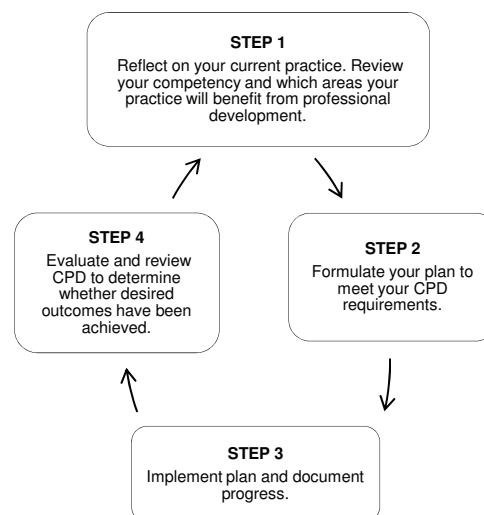 STEP 1
Reflect on your current practice. Review
your competency and which areas your
practice will benefit from professional
development.
STEP 2
Formulate your plan to
meet your CPD
requirements.
STEP 3
Implement plan and document
progress.
STEP 4
Evaluate and review
CPD to determine
whether desired
outcomes have been
achieved.